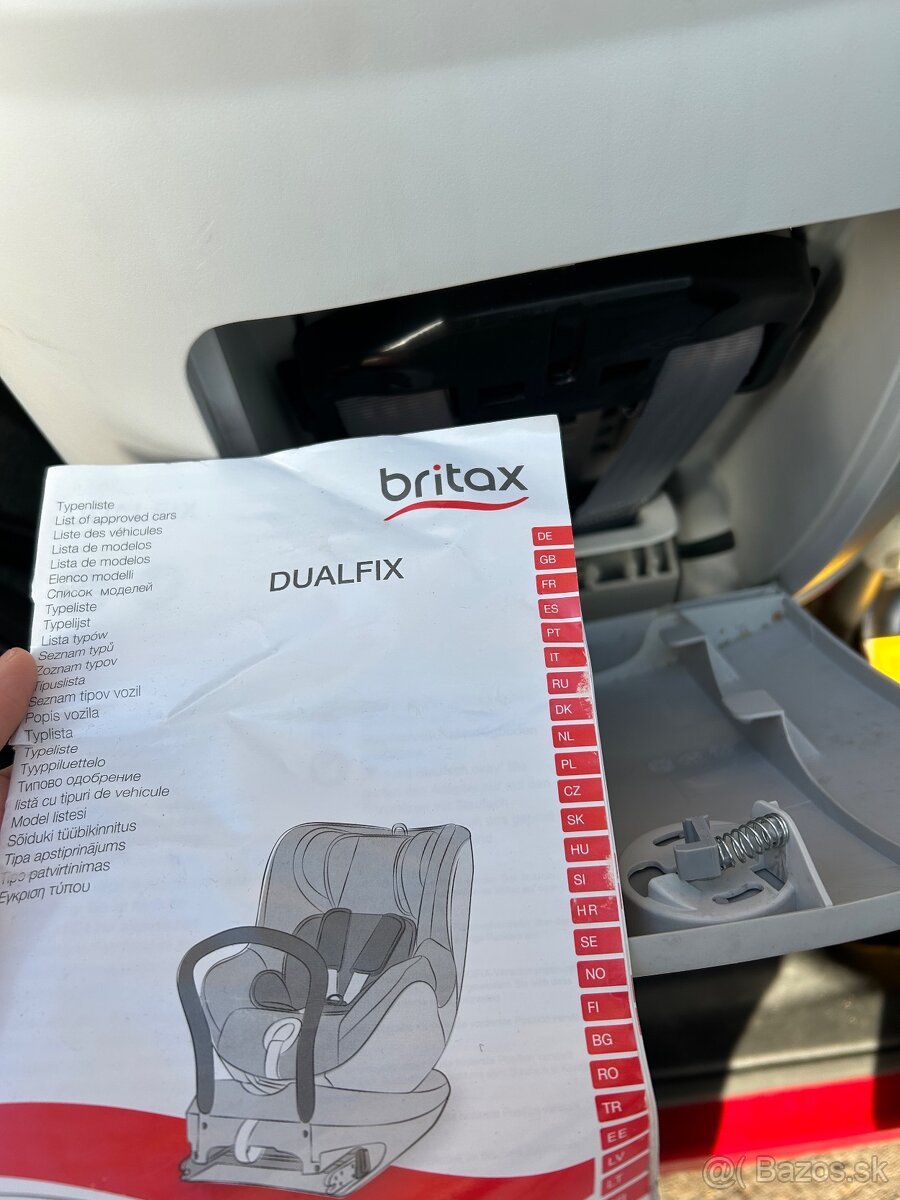 britax
DUALFIX
Typenliste
List of approved cars
Liste des véhicules
Lista de modelos
Lista de modelos
Elenco modelli
Список моделей
Typeliste
Typelijst
Lista typów
Seznam typů
Zoznam typov
Típuslista
Seznam tipov vozil
Popis vozila
Typlista
Typeliste
Tyyppiluettelo
Типово одобрение
listă cu tipuri de vehicule
Model listesi
Sõiduki tüübikinnitus
Tipa apstiprinājums
Tipo patvirtinimas
Έγκριση τύπου
DE
GB
FR
ES
PT
IT
RU
DK
NL
PL
CZ
SK
HU
SI
HR
SE
NO
FI
BG
RO
TR
EE
LV
LT
@( Bazos.sk